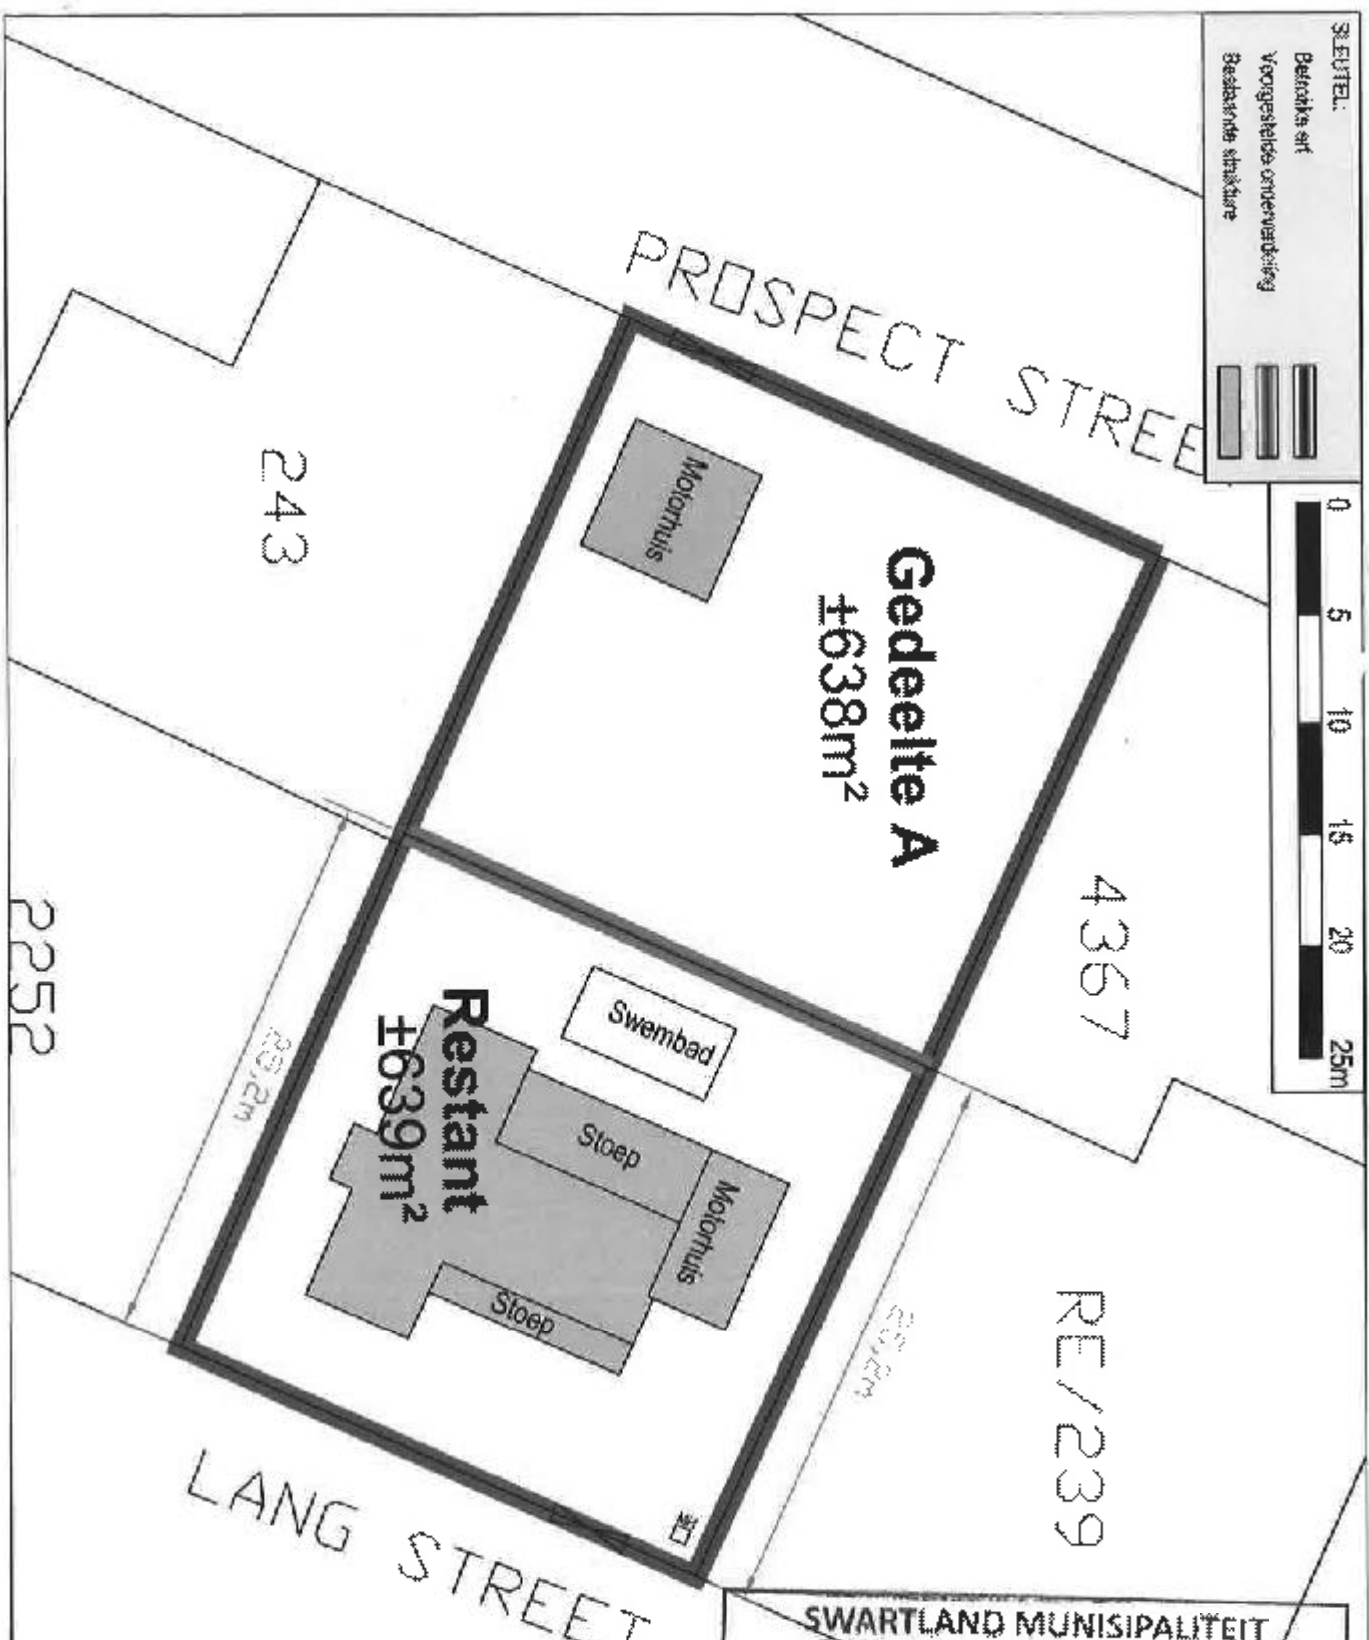 SLEUTEL:
Betrokke erf
Voorgestelde onderverdeling
Bestaande strukture
0 5 10 15 20 25m
PROSPECT STREE
Motorhuis
Gedeelte A
±638m²
243
4367
2252
Swembad
Restant
±639m²
Stoep
Motorhuis
Stoep
RE/239
LANG STREET
SWARTLAND MUNISIPALITEIT